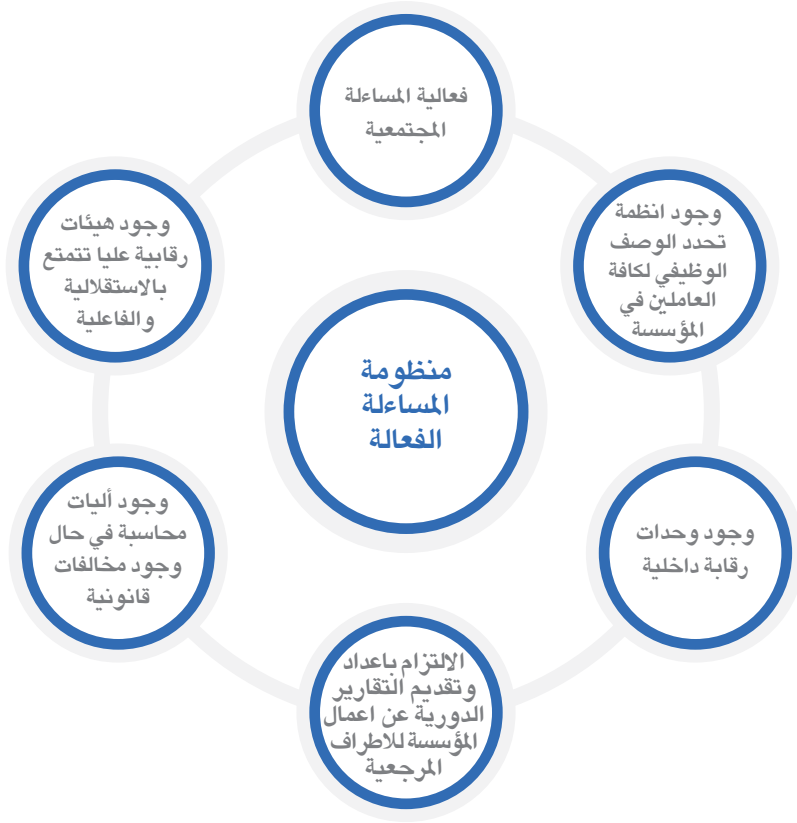 فعالية المساءلة
المجتمعية
وجود انظمة
تحدد الوصف
الوظيفي لكافة
العاملين في
المؤسسة
وجود هيئات
رقابية عليا تتمتع
بالاستقلالية
والفاعلية
منظومة
المساءلة
الفعالة
وجود وحدات
رقابة داخلية
وجود أليات
محاسبة في حال
وجود مخالفات
قانونية
الالتزام باعداد
وتقديم التقارير
الدورية عن اعمال
المؤسسة للاطراف
المرجعية